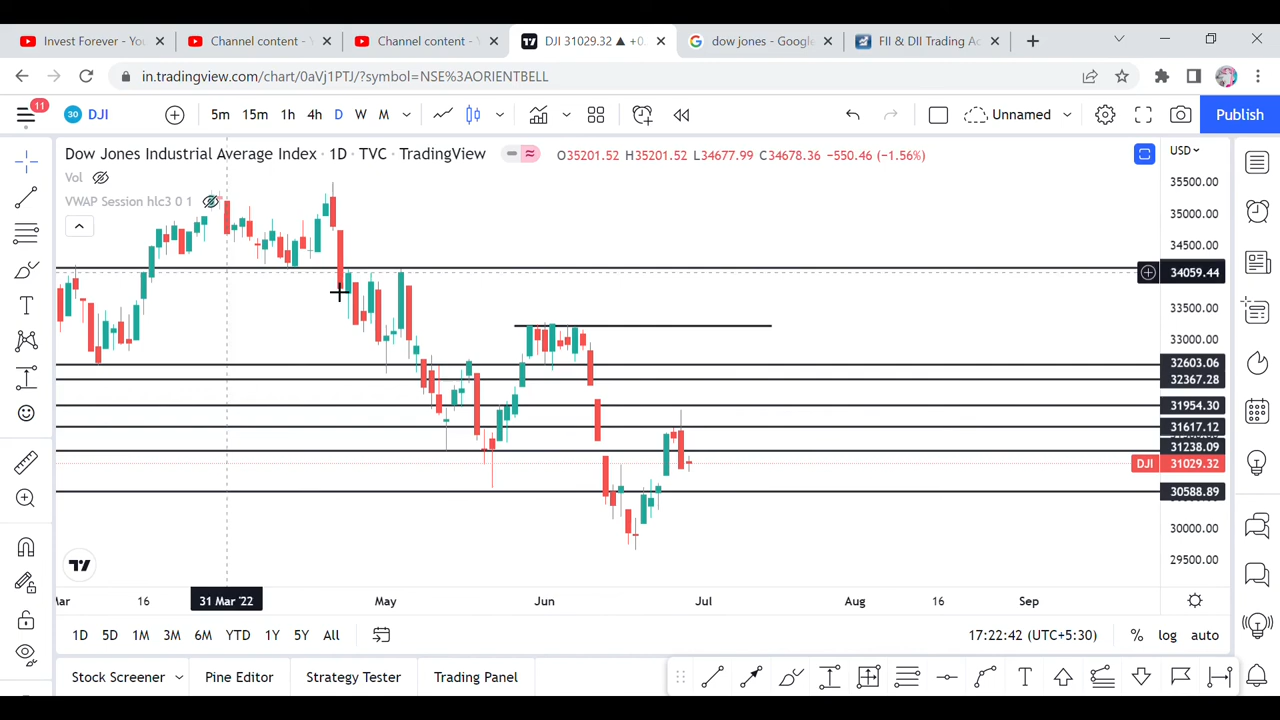 Invest Forever - You
Channel content - Y
Channel content - Y
DJI 31029.32 ▲ +0.
dow jones - Google
FII & DII Trading Ac
in.tradingview.com/chart/0aVj1PTJ/?symbol=NSE%3AORIENTBELL
11
30 DJI
5m 15m 1h 4h D W M
Unnamed
Publish
Dow Jones Industrial Average Index · 1D · TVC · TradingView
O35201.52 H35201.52 L34677.99 C34678.36 −550.46 (−1.56%)
USD
Vol
VWAP Session hlc3 0 1
35500.00
35000.00
34500.00
34059.44
33500.00
33000.00
32603.06
32367.28
31954.30
31617.12
31238.09
DJI 31029.32
30588.89
30000.00
29500.00
Mar 16 31 Mar '22 May Jun Jul Aug 16 Sep
1D 5D 1M 3M 6M YTD 1Y 5Y All
17:22:42 (UTC+5:30) % log auto
Stock Screener Pine Editor Strategy Tester Trading Panel